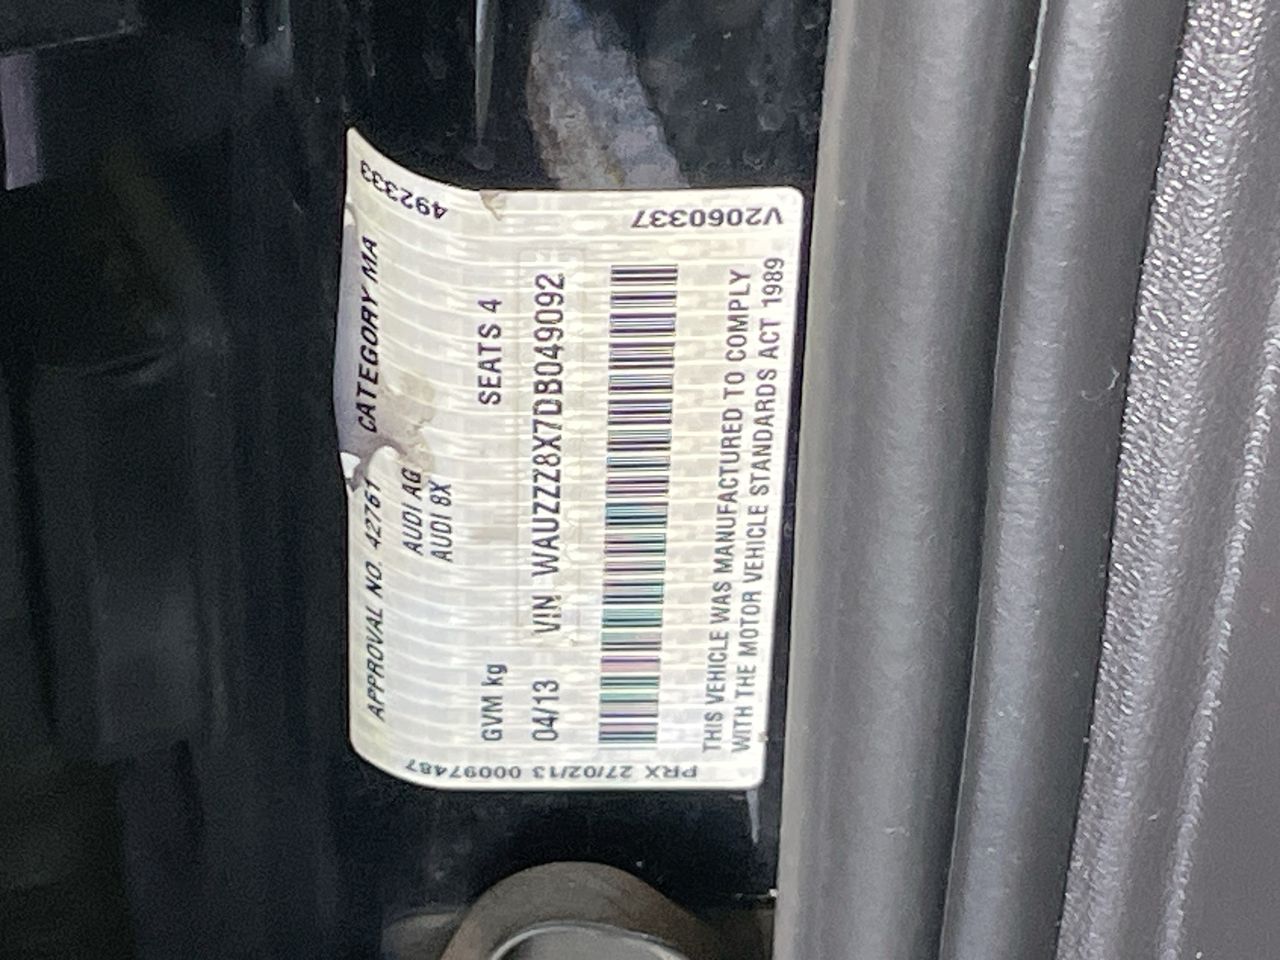 492333
APPROVAL NO. 42761 CATEGORY MA
AUDI AG
AUDI 8X
GVM kg SEATS 4
04/13 VIN WAUZZZ8X7DB049092
THIS VEHICLE WAS MANUFACTURED TO COMPLY
WITH THE MOTOR VEHICLE STANDARDS ACT 1989
V2060337
PRX 27/02/13 00097487